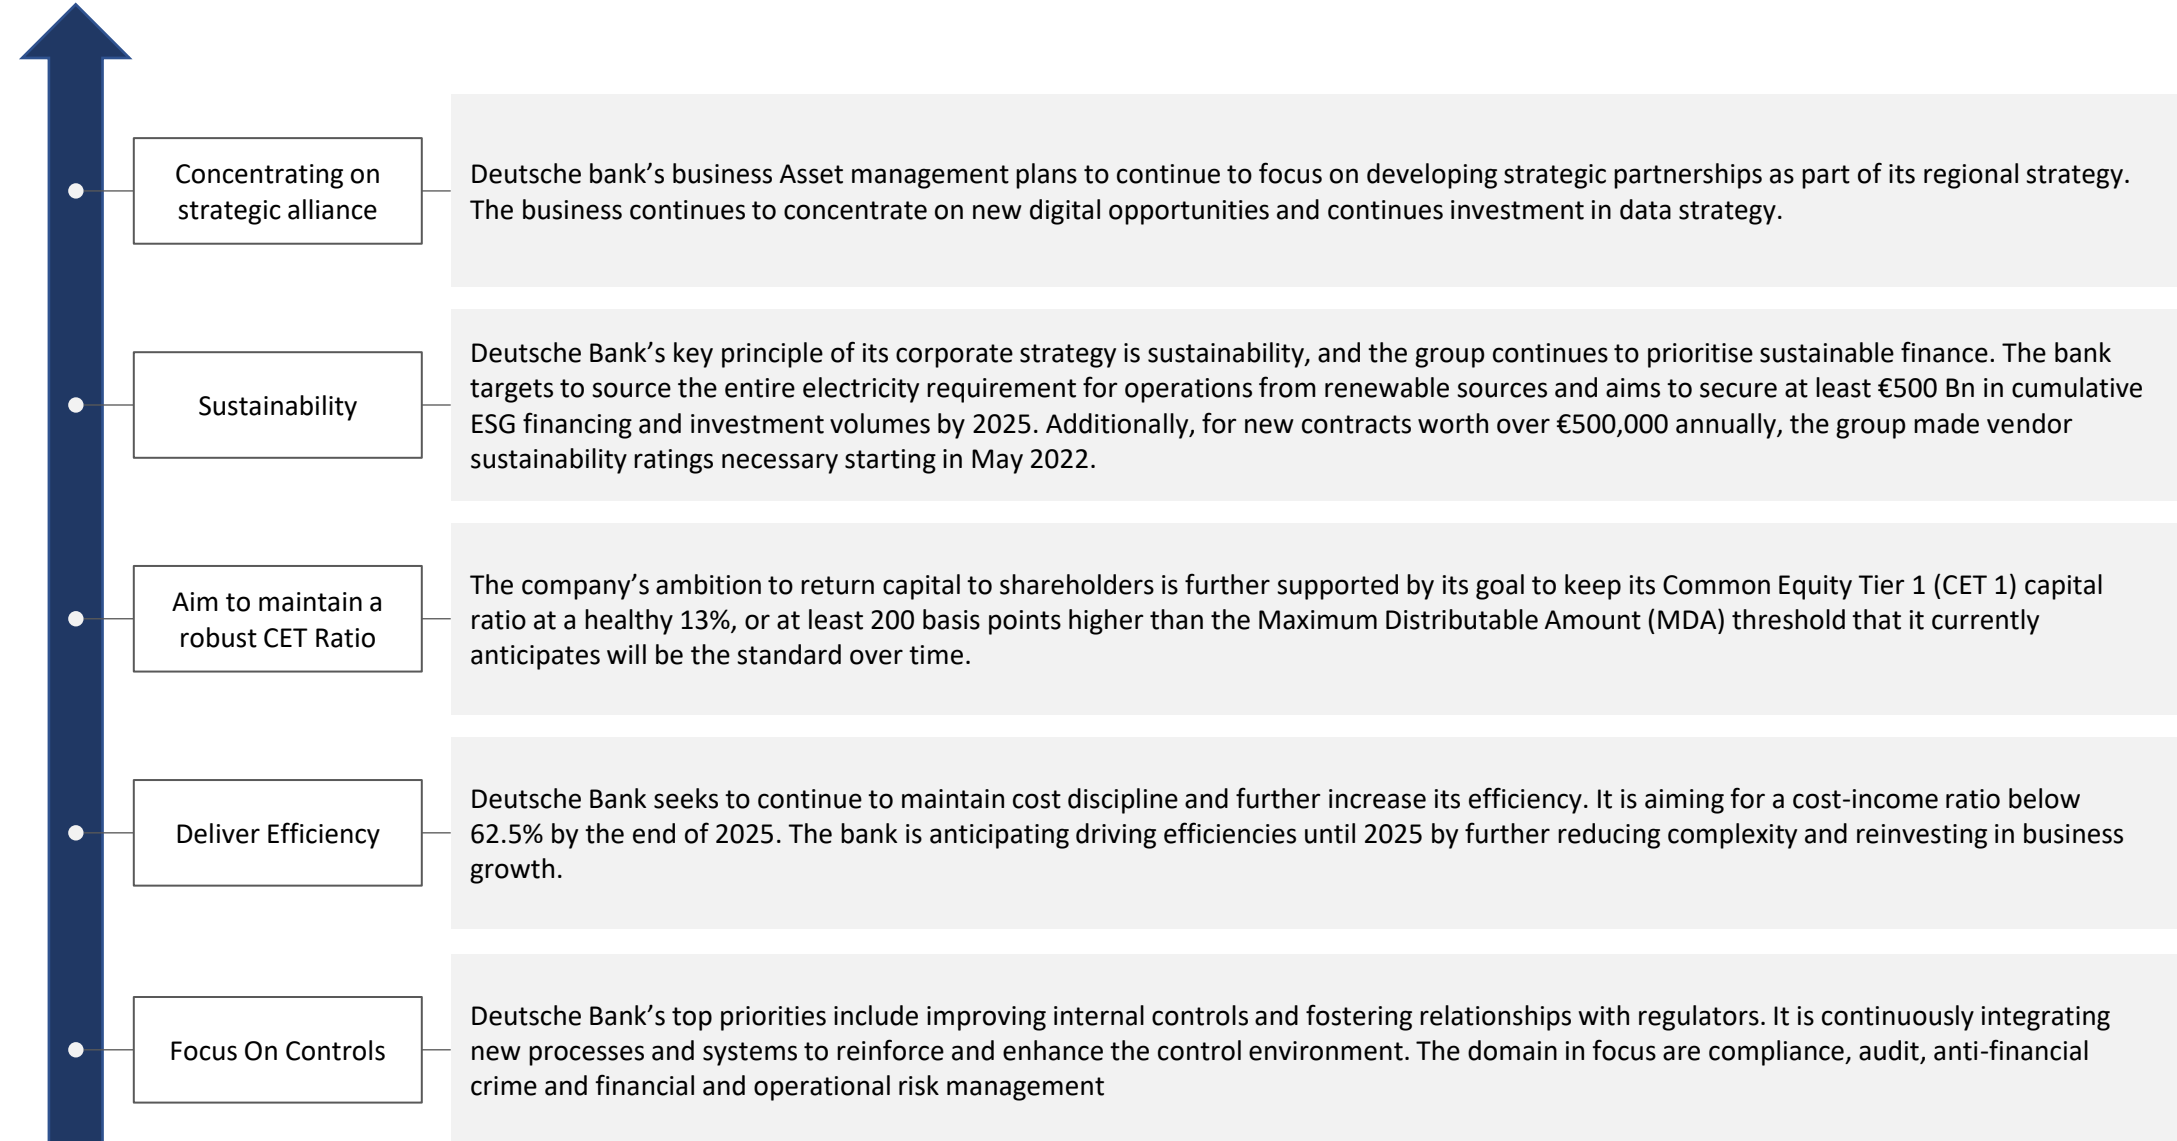 Concentrating on
strategic alliance
Deutsche bank’s business Asset management plans to continue to focus on developing strategic partnerships as part of its regional strategy.
The business continues to concentrate on new digital opportunities and continues investment in data strategy.
Sustainability
Deutsche Bank’s key principle of its corporate strategy is sustainability, and the group continues to prioritise sustainable finance. The bank
targets to source the entire electricity requirement for operations from renewable sources and aims to secure at least €500 Bn in cumulative
ESG financing and investment volumes by 2025. Additionally, for new contracts worth over €500,000 annually, the group made vendor
sustainability ratings necessary starting in May 2022.
Aim to maintain a
robust CET Ratio
The company’s ambition to return capital to shareholders is further supported by its goal to keep its Common Equity Tier 1 (CET 1) capital
ratio at a healthy 13%, or at least 200 basis points higher than the Maximum Distributable Amount (MDA) threshold that it currently
anticipates will be the standard over time.
Deliver Efficiency
Deutsche Bank seeks to continue to maintain cost discipline and further increase its efficiency. It is aiming for a cost-income ratio below
62.5% by the end of 2025. The bank is anticipating driving efficiencies until 2025 by further reducing complexity and reinvesting in business
growth.
Focus On Controls
Deutsche Bank’s top priorities include improving internal controls and fostering relationships with regulators. It is continuously integrating
new processes and systems to reinforce and enhance the control environment. The domain in focus are compliance, audit, anti-financial
crime and financial and operational risk management